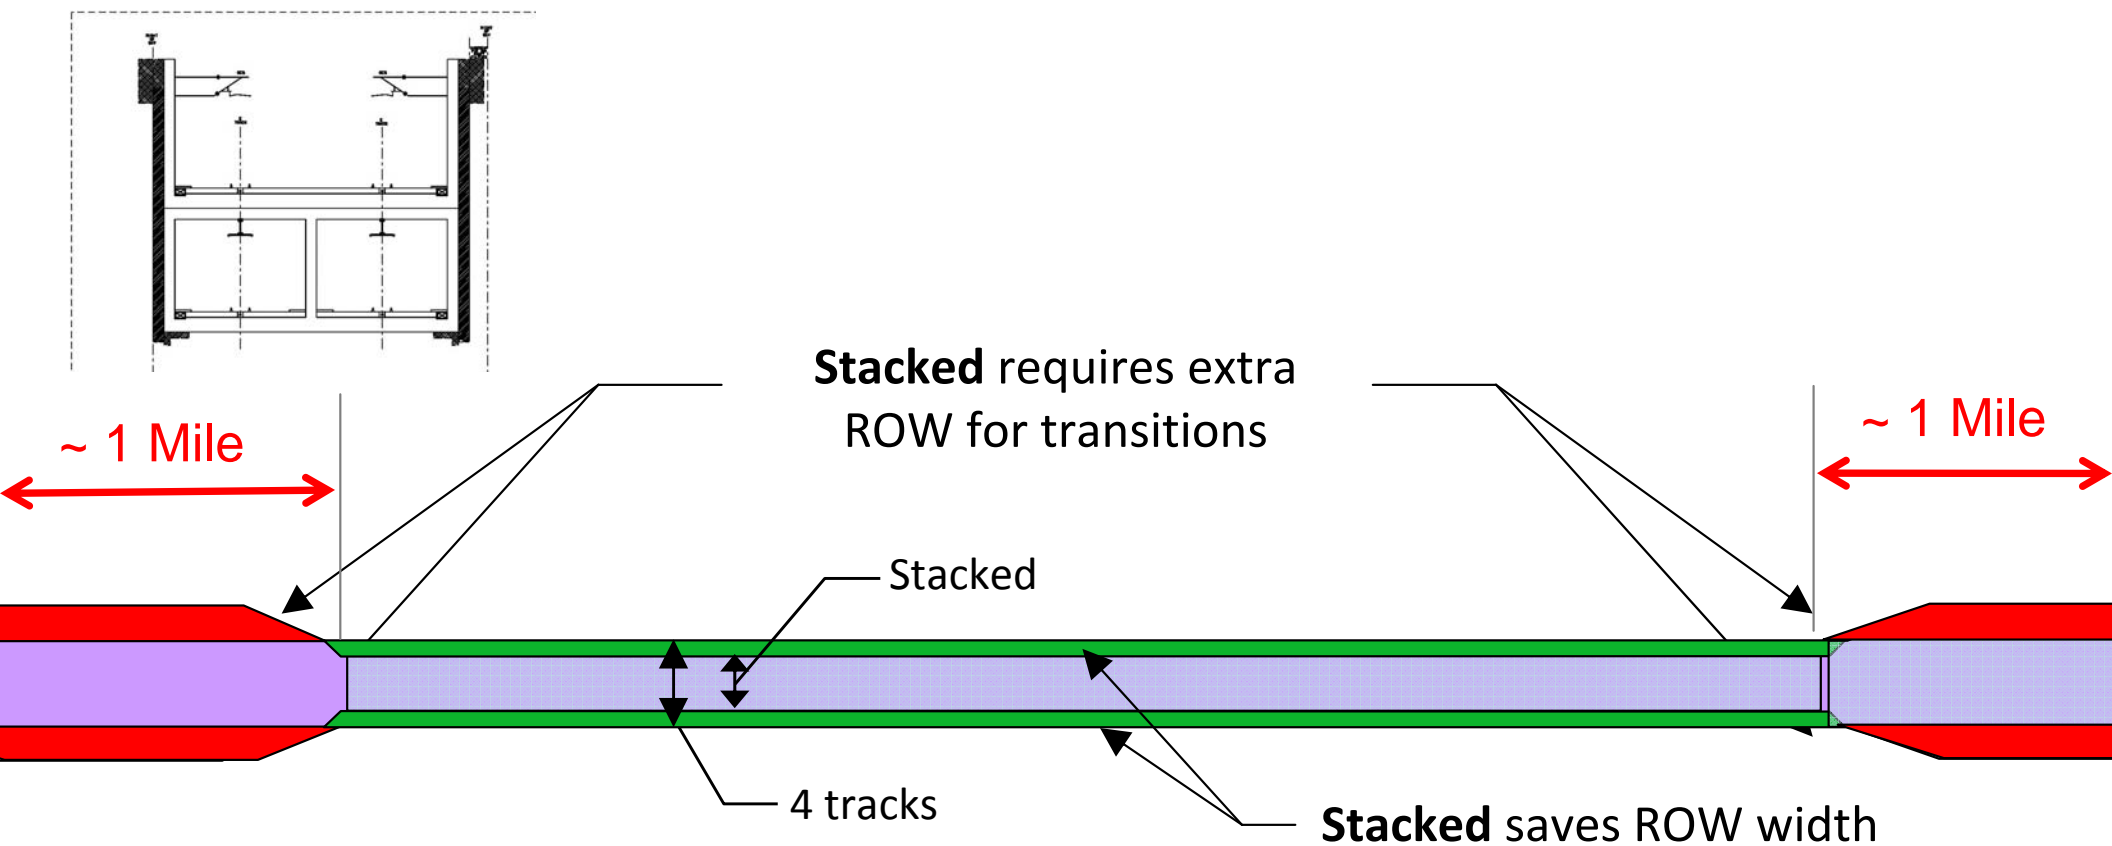 Stacked requires extra
ROW for transitions
~ 1 Mile
~ 1 Mile
Stacked
4 tracks
Stacked saves ROW width